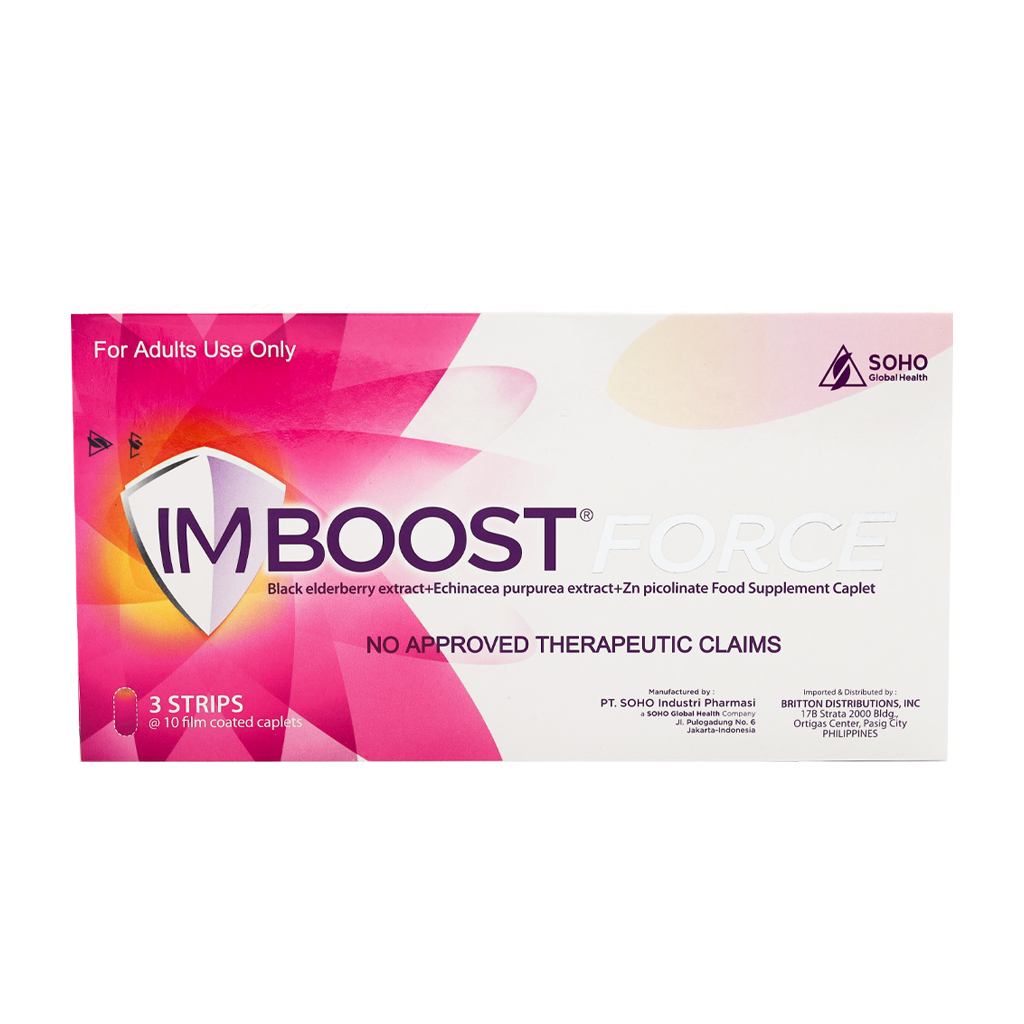 For Adults Use Only
SOHO
Global Health
IMBOOST® FORCE
Black elderberry extract+Echinacea purpurea extract+Zn picolinate Food Supplement Caplet
NO APPROVED THERAPEUTIC CLAIMS
3 STRIPS
@ 10 film coated caplets
Manufactured by :
PT. SOHO Industri Pharmasi
a SOHO Global Health Company
Jl. Pulogadung No. 6
Jakarta-Indonesia
Imported & Distributed by :
BRITTON DISTRIBUTIONS, INC
17B Strata 2000 Bldg.,
Ortigas Center, Pasig City
PHILIPPINES